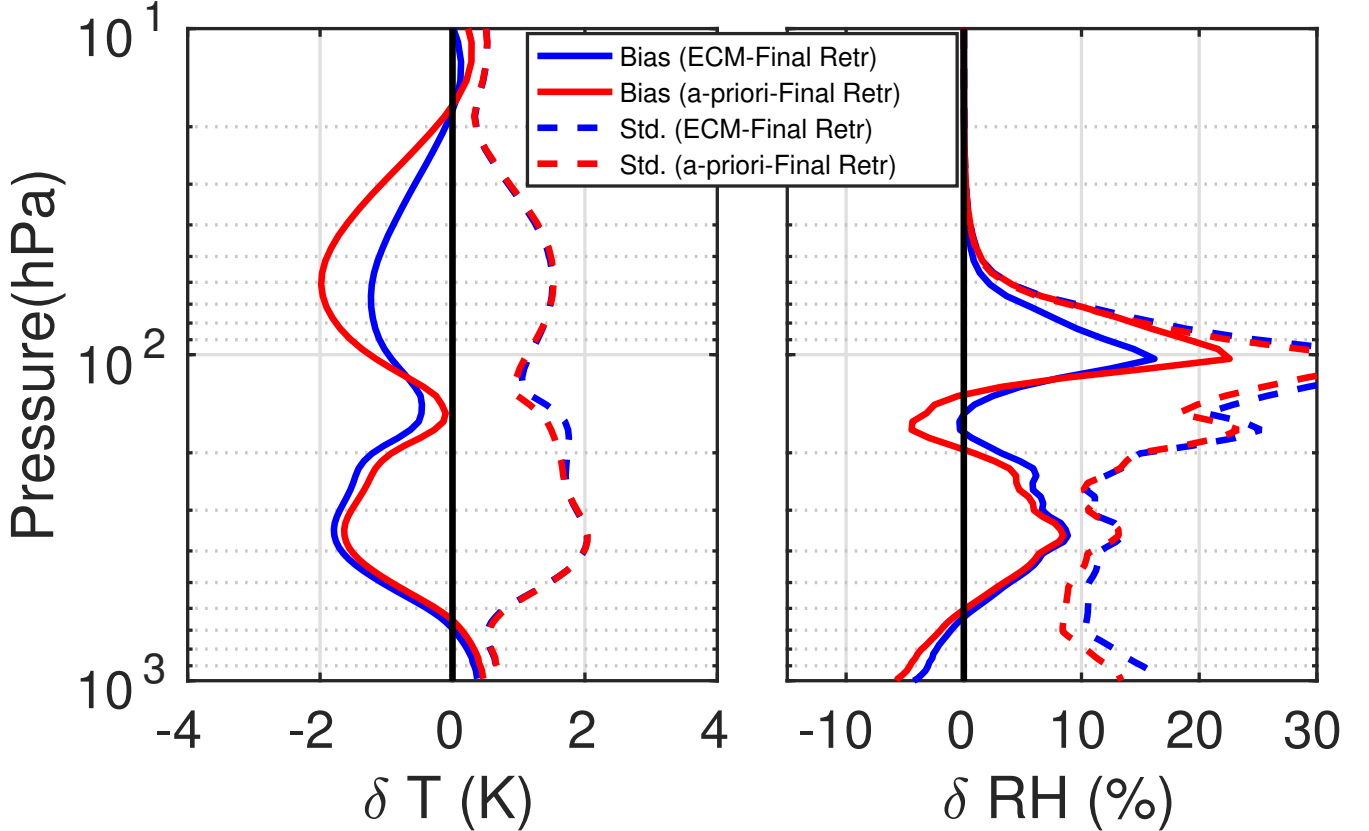 Pressure(hPa)
10^1
10^2
10^3
-4
-2
0
2
4
δ T (K)
Bias (ECM-Final Retr)
Bias (a-priori-Final Retr)
Std. (ECM-Final Retr)
Std. (a-priori-Final Retr)
-10
0
10
20
30
δ RH (%)